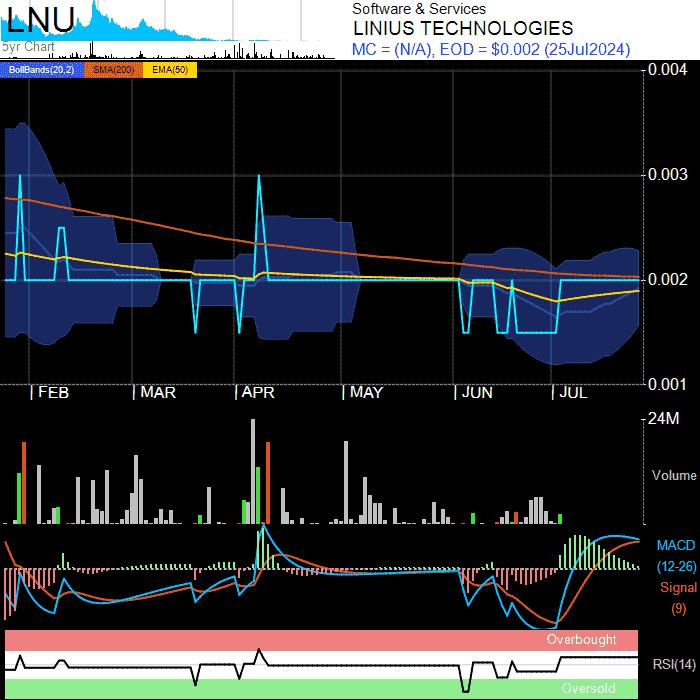 LNU
5yr Chart
Software & Services
LINIUS TECHNOLOGIES
MC = (N/A), EOD = $0.002 (25Jul2024)
BollBands(20,2) SMA(200) EMA(50)
0.004
0.003
0.002
0.001
FEB MAR APR MAY JUN JUL
24M
Volume
MACD
(12-26)
Signal
(9)
Overbought
RSI(14)
Oversold